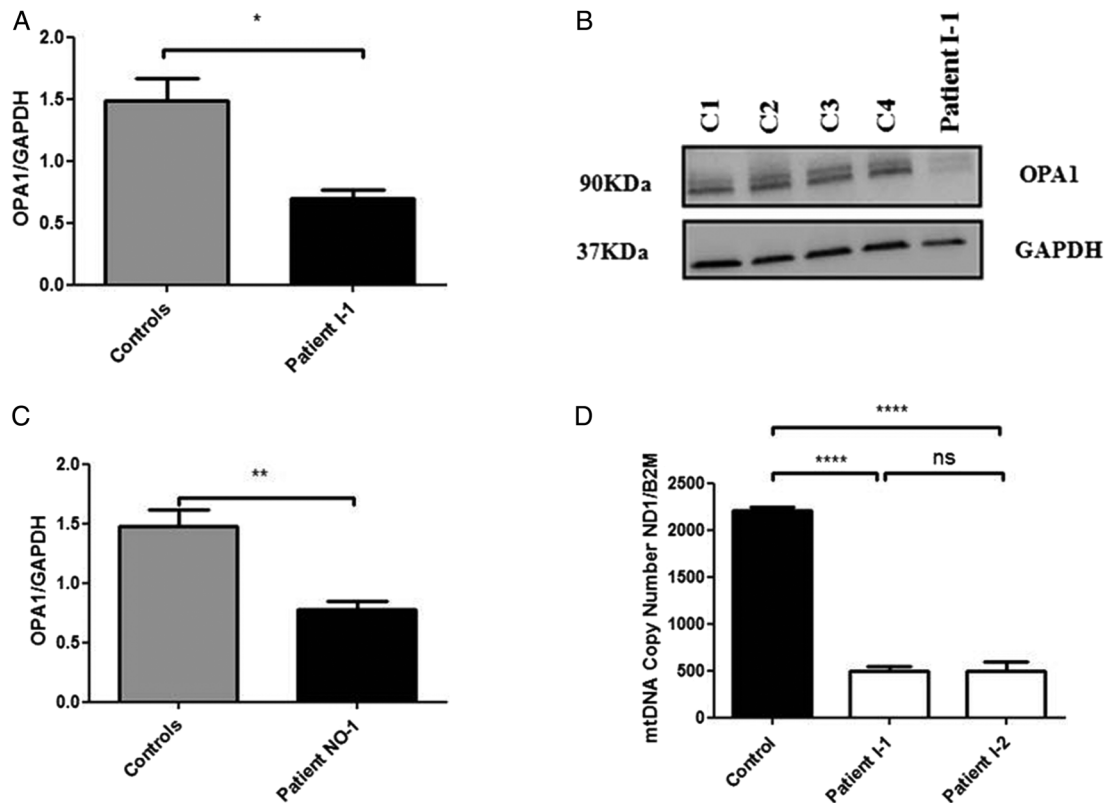 A
*
OPA1/GAPDH
2.0
1.5
1.0
0.5
0.0
Controls
Patient I-1
B
C1
C2
C3
C4
Patient I-1
90KDa
OPA1
37KDa
GAPDH
C
**
OPA1/GAPDH
2.0
1.5
1.0
0.5
0.0
Controls
Patient NO-1
D
****
****
ns
mtDNA Copy Number ND1/B2M
2500
2000
1500
1000
500
0
Control
Patient I-1
Patient I-2